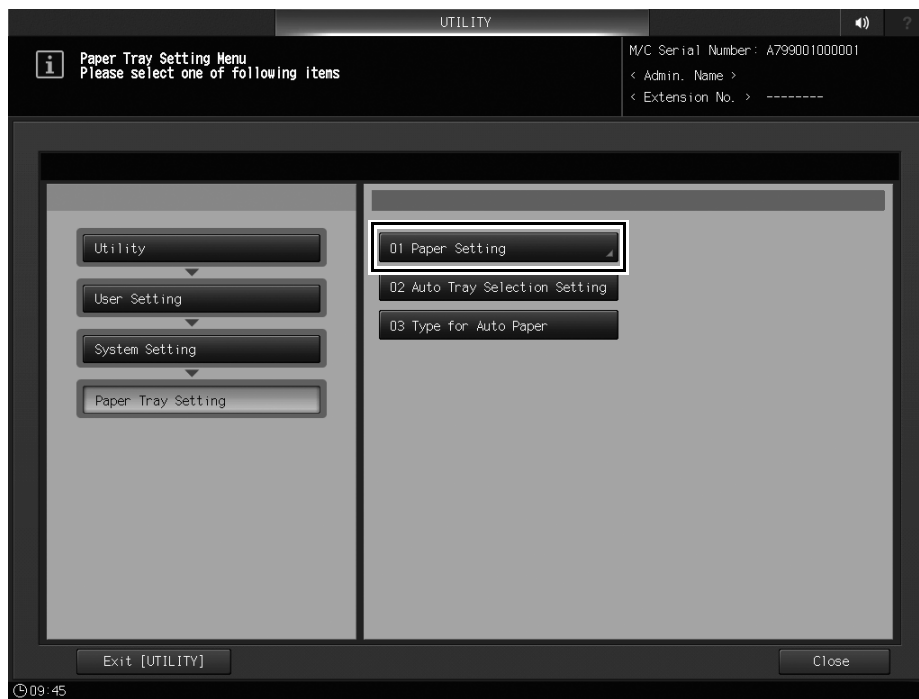 UTILITY
?
i
Paper Tray Setting Menu
Please select one of following items
M/C Serial Number: A799001000001
< Admin. Name >
< Extension No. > --------
Utility
User Setting
System Setting
Paper Tray Setting
01 Paper Setting
02 Auto Tray Selection Setting
03 Type for Auto Paper
Exit [UTILITY]
Close
09:45